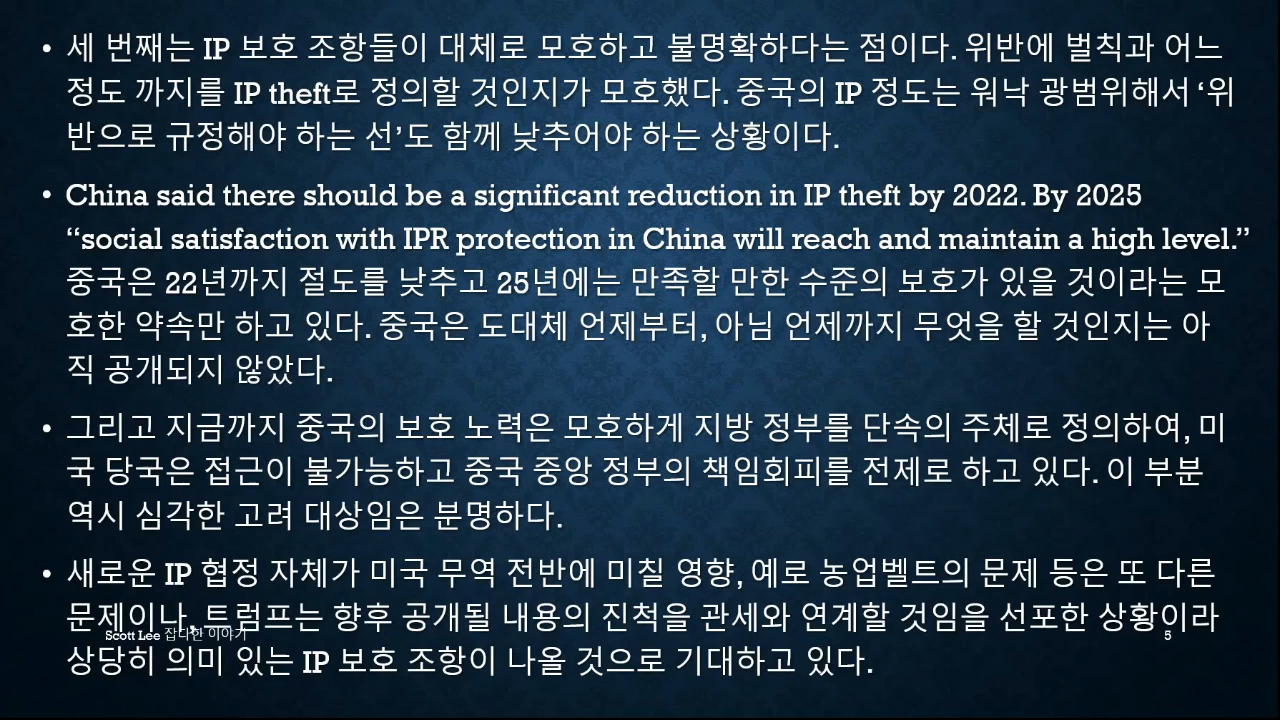 • 세 번째는 IP 보호 조항들이 대체로 모호하고 불명확하다는 점이다. 위반에 벌칙과 어느
정도 까지를 IP theft로 정의할 것인지가 모호했다. 중국의 IP 정도는 워낙 광범위해서 ‘위
반으로 규정해야 하는 선’도 함께 낮추어야 하는 상황이다.
• China said there should be a significant reduction in IP theft by 2022. By 2025
“social satisfaction with IPR protection in China will reach and maintain a high level.”
중국은 22년까지 절도를 낮추고 25년에는 만족할 만한 수준의 보호가 있을 것이라는 모
호한 약속만 하고 있다. 중국은 도대체 언제부터, 아님 언제까지 무엇을 할 것인지는 아
직 공개되지 않았다.
• 그리고 지금까지 중국의 보호 노력은 모호하게 지방 정부를 단속의 주체로 정의하여, 미
국 당국은 접근이 불가능하고 중국 중앙 정부의 책임회피를 전제로 하고 있다. 이 부분
역시 심각한 고려 대상임은 분명하다.
• 새로운 IP 협정 자체가 미국 무역 전반에 미칠 영향, 예로 농업벨트의 문제 등은 또 다른
문제이나, 트럼프는 향후 공개될 내용의 진척을 관세와 연계할 것임을 선포한 상황이라
상당히 의미 있는 IP 보호 조항이 나올 것으로 기대하고 있다.
Scott Lee 잡다한 이야기
5